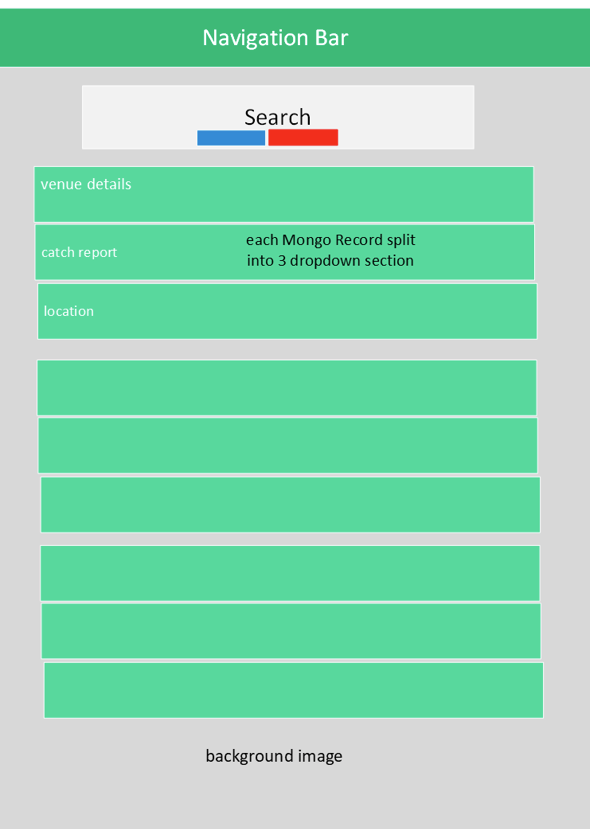 Navigation Bar
Search
venue details
each Mongo Record split
into 3 dropdown section
catch report
location
background image